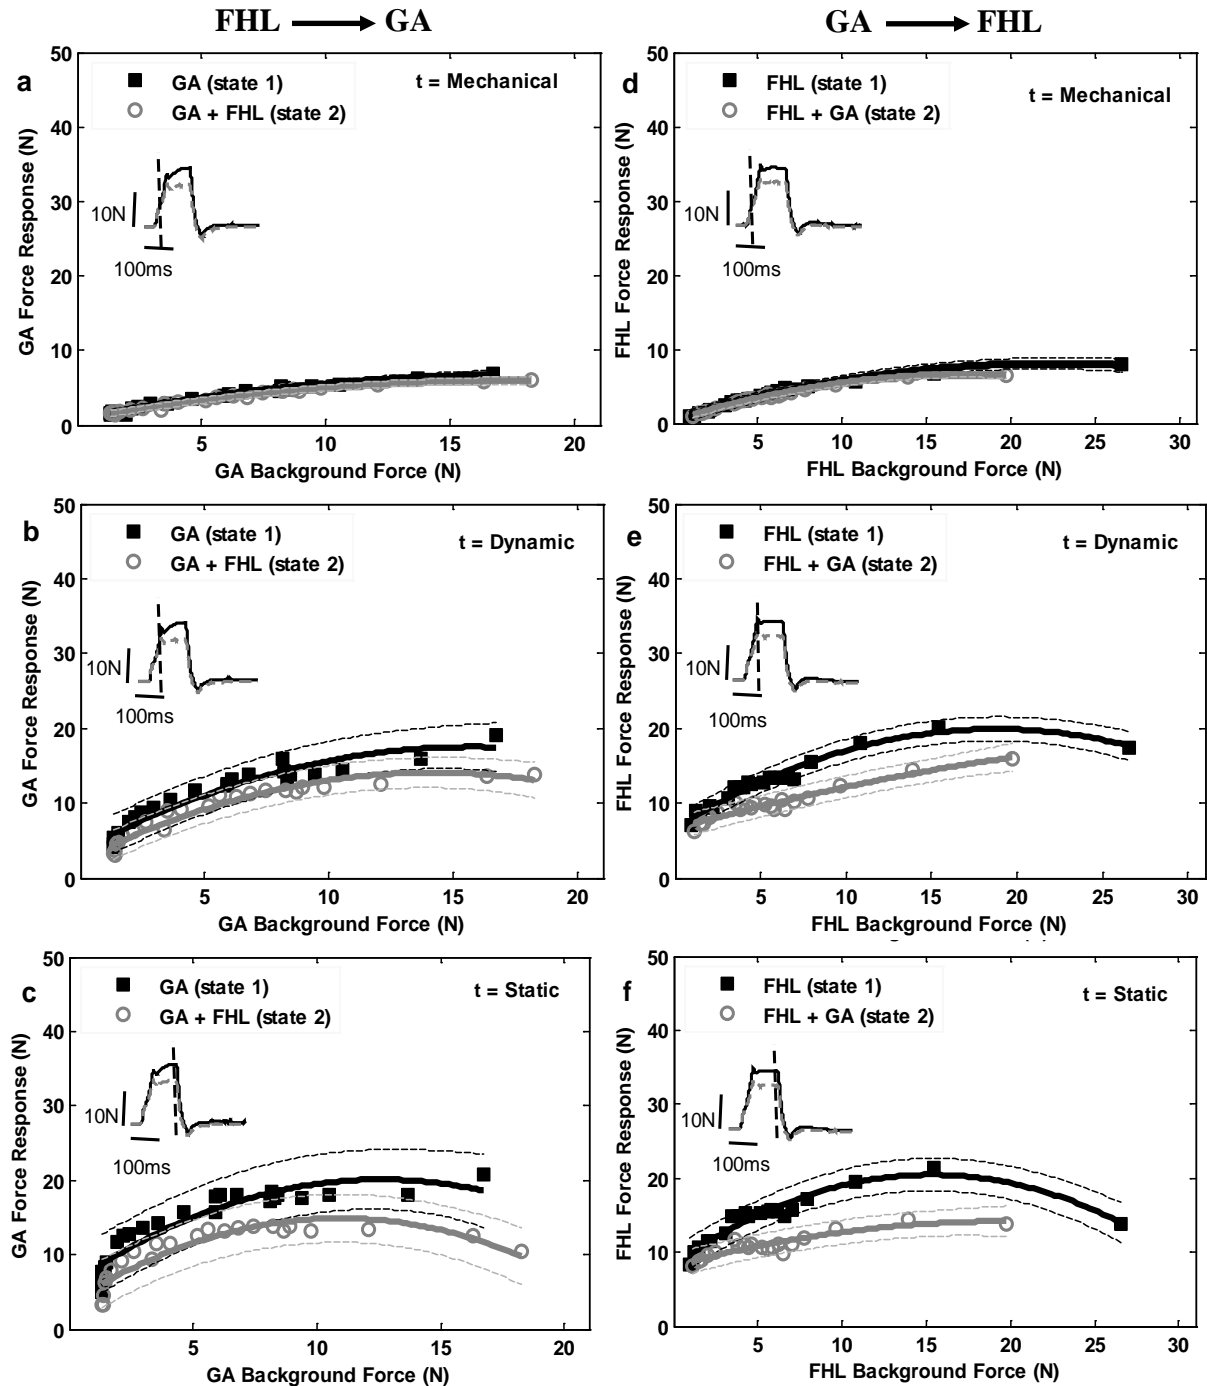 FHL → GA
GA → FHL
a
GA (state 1)
GA + FHL (state 2)
t = Mechanical
10N
100ms
GA Force Response (N)
50
40
30
20
10
0
5
10
15
20
GA Background Force (N)
d
FHL (state 1)
FHL + GA (state 2)
t = Mechanical
10N
100ms
FHL Force Response (N)
50
40
30
20
10
0
5
10
15
20
25
30
FHL Background Force (N)
b
GA (state 1)
GA + FHL (state 2)
t = Dynamic
10N
100ms
GA Force Response (N)
50
40
30
20
10
0
5
10
15
20
GA Background Force (N)
e
FHL (state 1)
FHL + GA (state 2)
t = Dynamic
10N
100ms
FHL Force Response (N)
50
40
30
20
10
0
5
10
15
20
25
30
FHL Background Force (N)
c
GA (state 1)
GA + FHL (state 2)
t = Static
10N
100ms
GA Force Response (N)
50
40
30
20
10
0
5
10
15
20
GA Background Force (N)
f
FHL (state 1)
FHL + GA (state 2)
t = Static
10N
100ms
FHL Force Response (N)
50
40
30
20
10
0
5
10
15
20
25
30
FHL Background Force (N)